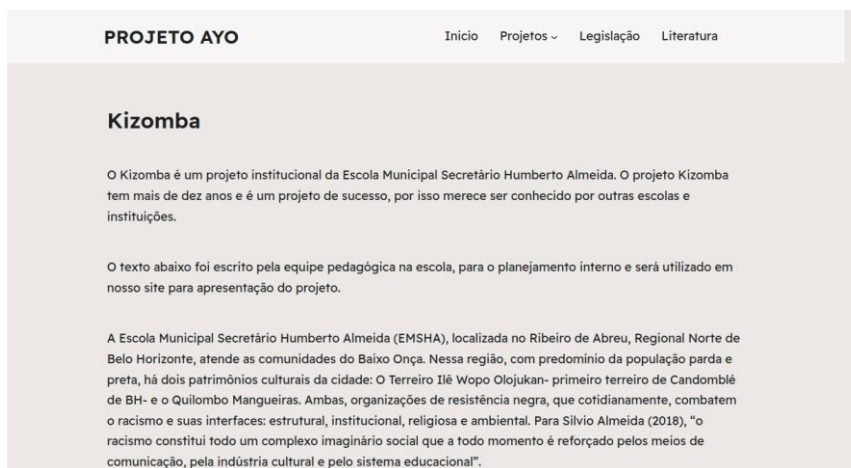 PROJETO AYO
Inicio Projetos Legislação Literatura
Kizomba
O Kizomba é um projeto institucional da Escola Municipal Secretário Humberto Almeida. O projeto Kizomba
tem mais de dez anos e é um projeto de sucesso, por isso merece ser conhecido por outras escolas e
instituições.
O texto abaixo foi escrito pela equipe pedagógica na escola, para o planejamento interno e será utilizado em
nosso site para apresentação do projeto.
A Escola Municipal Secretário Humberto Almeida (EMSHA), localizada no Ribeiro de Abreu, Regional Norte de
Belo Horizonte, atende as comunidades do Baixo Onça. Nessa região, com predomínio da população parda e
preta, há dois patrimônios culturais da cidade: O Terreiro Ilê Wopo Olojukan- primeiro terreiro de Candomblé
de BH- e o Quilombo Mangueiras. Ambas, organizações de resistência negra, que cotidianamente, combatem
o racismo e suas interfaces: estrutural, institucional, religiosa e ambiental. Para Silvio Almeida (2018), “o
racismo constitui todo um complexo imaginário social que a todo momento é reforçado pelos meios de
comunicação, pela indústria cultural e pelo sistema educacional”.